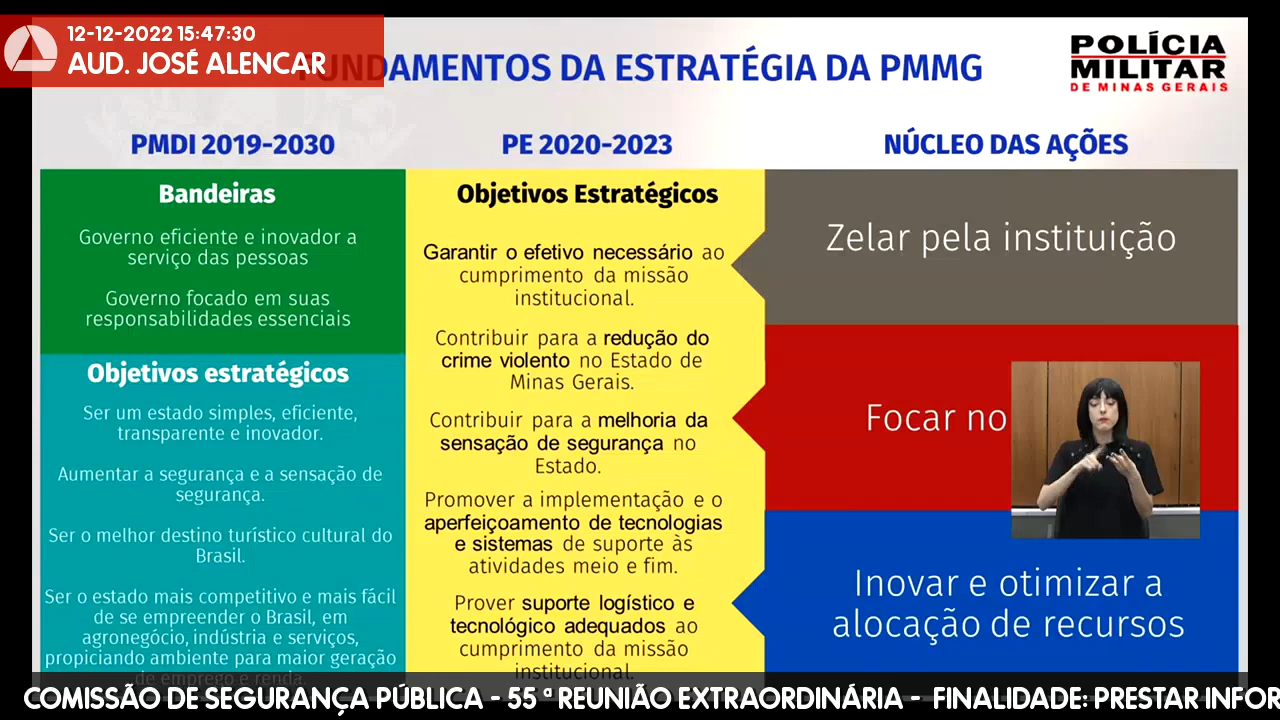 12-12-2022 15:47:30
AUD. JOSÉ ALENCAR
FUNDAMENTOS DA ESTRATÉGIA DA PMMG
POLÍCIA
MILITAR
DE MINAS GERAIS
PMDI 2019-2030
PE 2020-2023
NÚCLEO DAS AÇÕES
Bandeiras
Governo eficiente e inovador a
serviço das pessoas
Governo focado em suas
responsabilidades essenciais
Objetivos estratégicos
Ser um estado simples, eficiente,
transparente e inovador.
Aumentar a segurança e a sensação de
segurança.
Ser o melhor destino turístico cultural do
Brasil.
Ser o estado mais competitivo e mais fácil
de se empreender o Brasil, em
agronegócio, indústria e serviços,
propiciando ambiente para maior geração
de emprego e renda.
Objetivos Estratégicos
Garantir o efetivo necessário ao
cumprimento da missão
institucional.
Contribuir para a redução do
crime violento no Estado de
Minas Gerais.
Contribuir para a melhoria da
sensação de segurança no
Estado.
Promover a implementação e o
aperfeiçoamento de tecnologias
e sistemas de suporte às
atividades meio e fim.
Prover suporte logístico e
tecnológico adequados ao
cumprimento da missão
institucional.
Zelar pela instituição
Focar no
Inovar e otimizar a
alocação de recursos
COMISSÃO DE SEGURANÇA PÚBLICA - 55 ª REUNIÃO EXTRAORDINÁRIA - FINALIDADE: PRESTAR INFOR